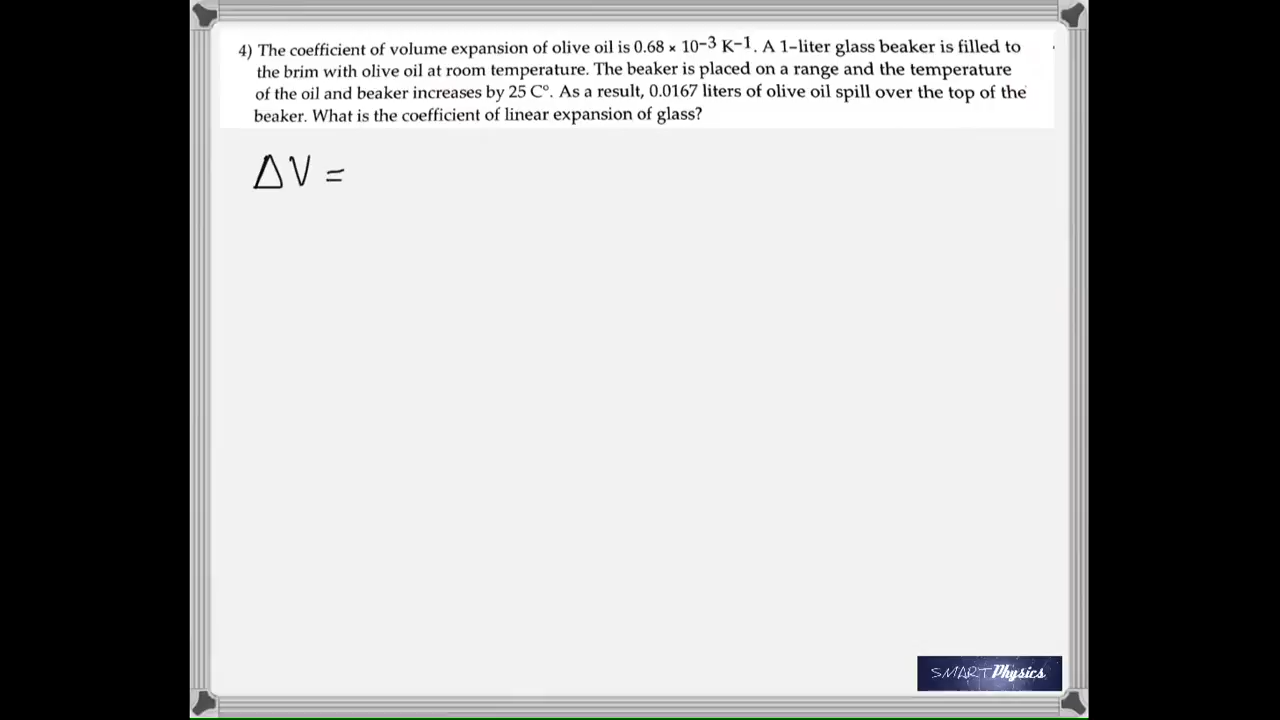 4) The coefficient of volume expansion of olive oil is 0.68 × 10−3 K−1. A 1−liter glass beaker is filled to
the brim with olive oil at room temperature. The beaker is placed on a range and the temperature
of the oil and beaker increases by 25 C°. As a result, 0.0167 liters of olive oil spill over the top of the
beaker. What is the coefficient of linear expansion of glass?
ΔV =
SMARTPhysics